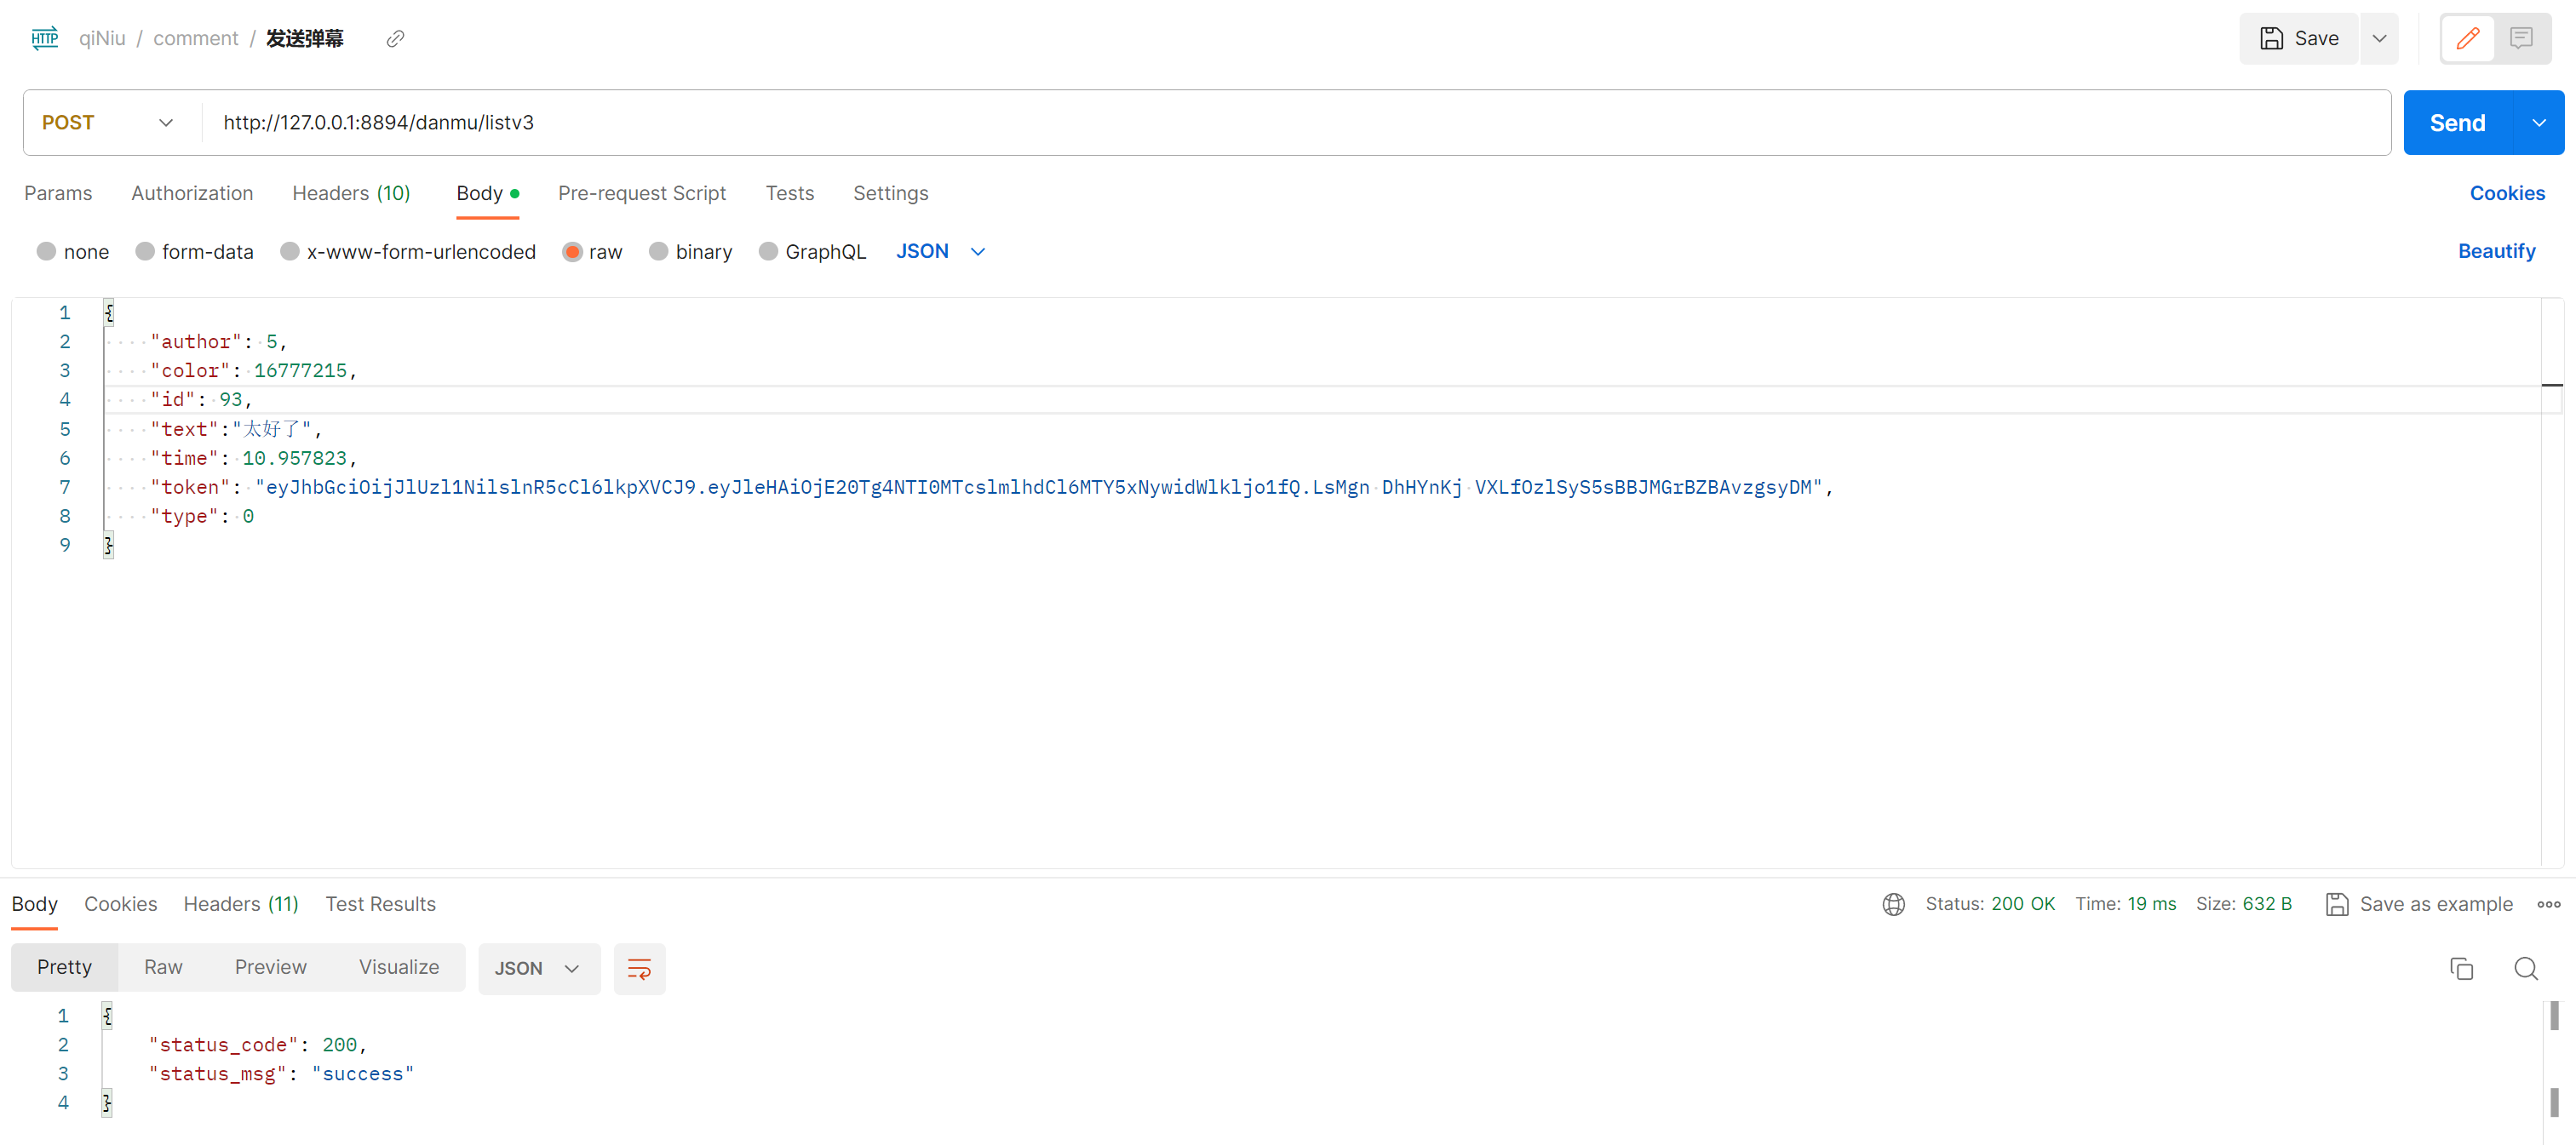 HTTP qiNiu / comment / 发送弹幕 Save
POST http://127.0.0.1:8894/danmu/listv3 Send
Params Authorization Headers (10) Body Pre-request Script Tests Settings Cookies
none form-data x-www-form-urlencoded raw binary GraphQL JSON Beautify
1 {
2 "author": 5,
3 "color": 16777215,
4 "id": 93,
5 "text":"太好了",
6 "time": 10.957823,
7 "token": "eyJhbGciOijJlUzl1NilslnR5cCl6lkpXVCJ9.eyJleHAiOjE20Tg4NTI0MTcslmlhdCl6MTY5xNywidWlkljo1fQ.LsMgn DhHYnKj VXLfOzlSyS5sBBJMGrBZBAvzgsyDM",
8 "type": 0
9 }
Body Cookies Headers (11) Test Results Status: 200 OK Time: 19 ms Size: 632 B Save as example
Pretty Raw Preview Visualize JSON
1 {
2 "status_code": 200,
3 "status_msg": "success"
4 }